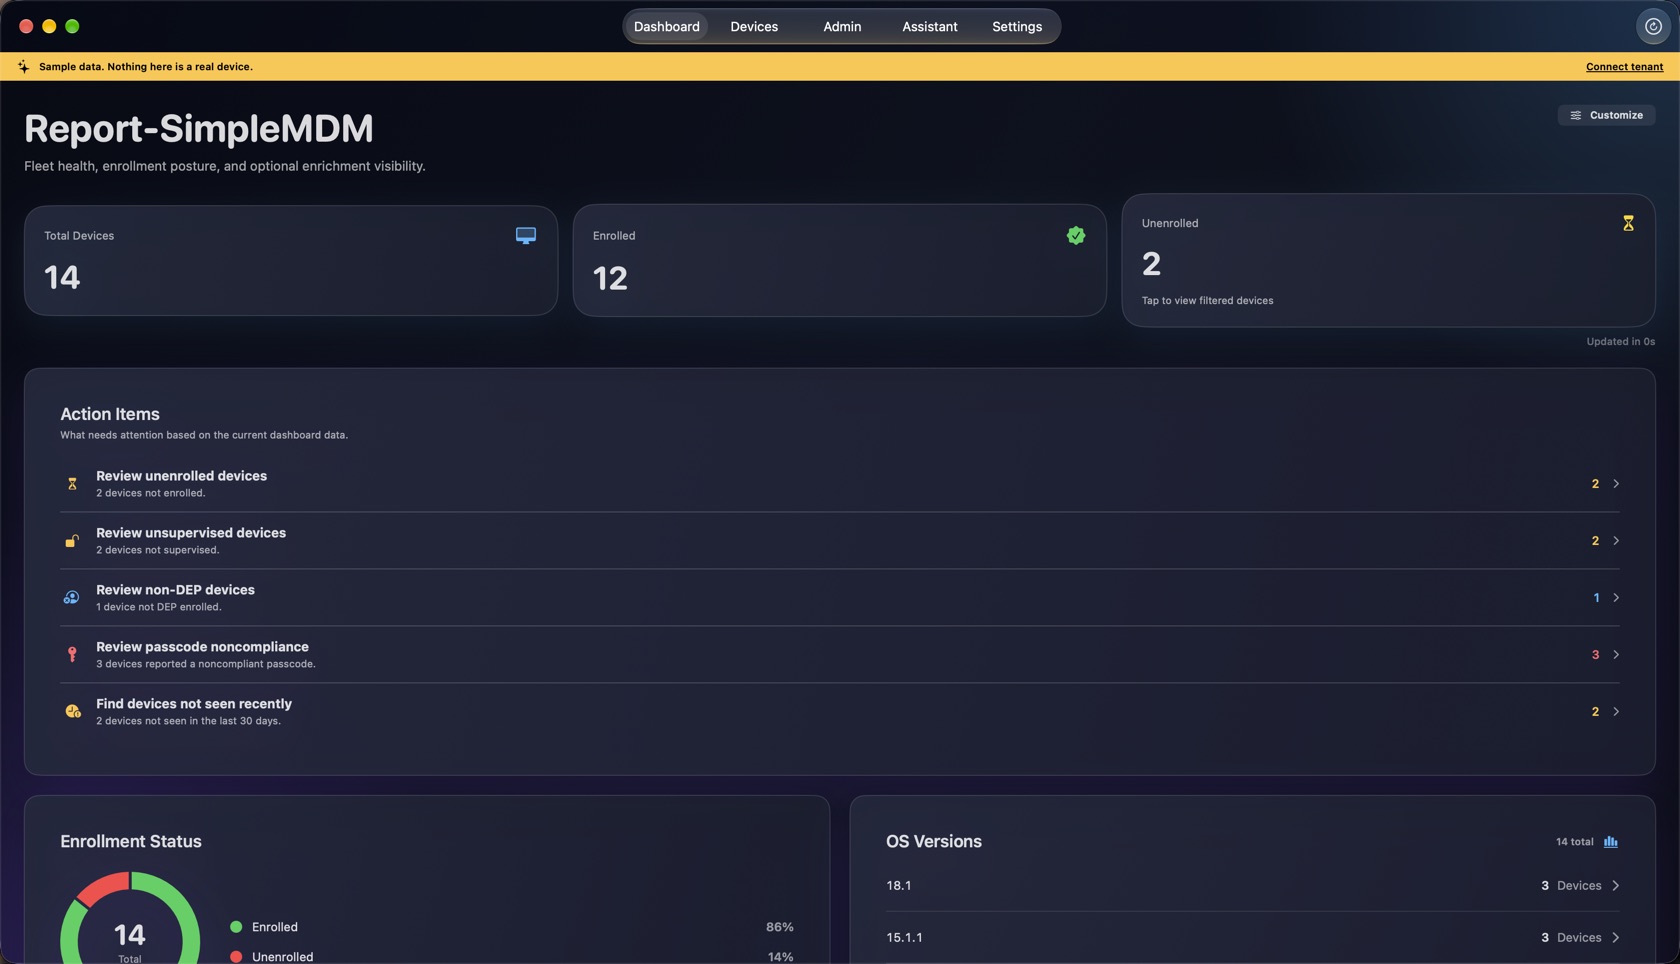 Dashboard
Devices
Admin
Assistant
Settings
Sample data. Nothing here is a real device.
Connect tenant
Report-SimpleMDM
Customize
Fleet health, enrollment posture, and optional enrichment visibility.
Total Devices
14
Enrolled
12
Unenrolled
2
Tap to view filtered devices
Updated in 0s
Action Items
What needs attention based on the current dashboard data.
Review unenrolled devices
2 devices not enrolled.
2
Review unsupervised devices
2 devices not supervised.
2
Review non-DEP devices
1 device not DEP enrolled.
1
Review passcode noncompliance
3 devices reported a noncompliant passcode.
3
Find devices not seen recently
2 devices not seen in the last 30 days.
2
Enrollment Status
14
Total
Enrolled
86%
Unenrolled
14%
OS Versions
14 total
18.1
3 Devices
15.1.1
3 Devices